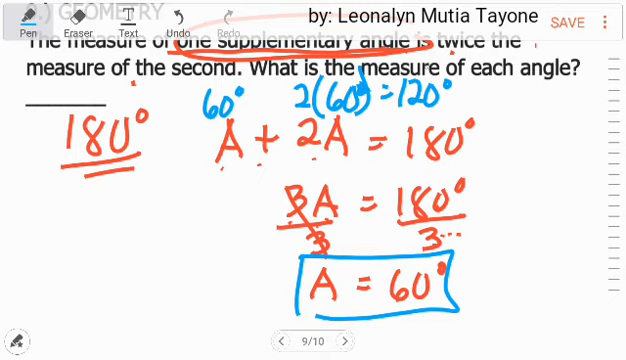 .) GEOMETRY
by: Leonalyn Mutia Tayone
Pen
Eraser
Text
Undo
Redo
SAVE
The measure of one supplementary angle is twice the
measure of the second. What is the measure of each angle?
60° 2(60°)=120°
180°
A + 2A = 180°
3A = 180°
3 3
A = 60°
9/10